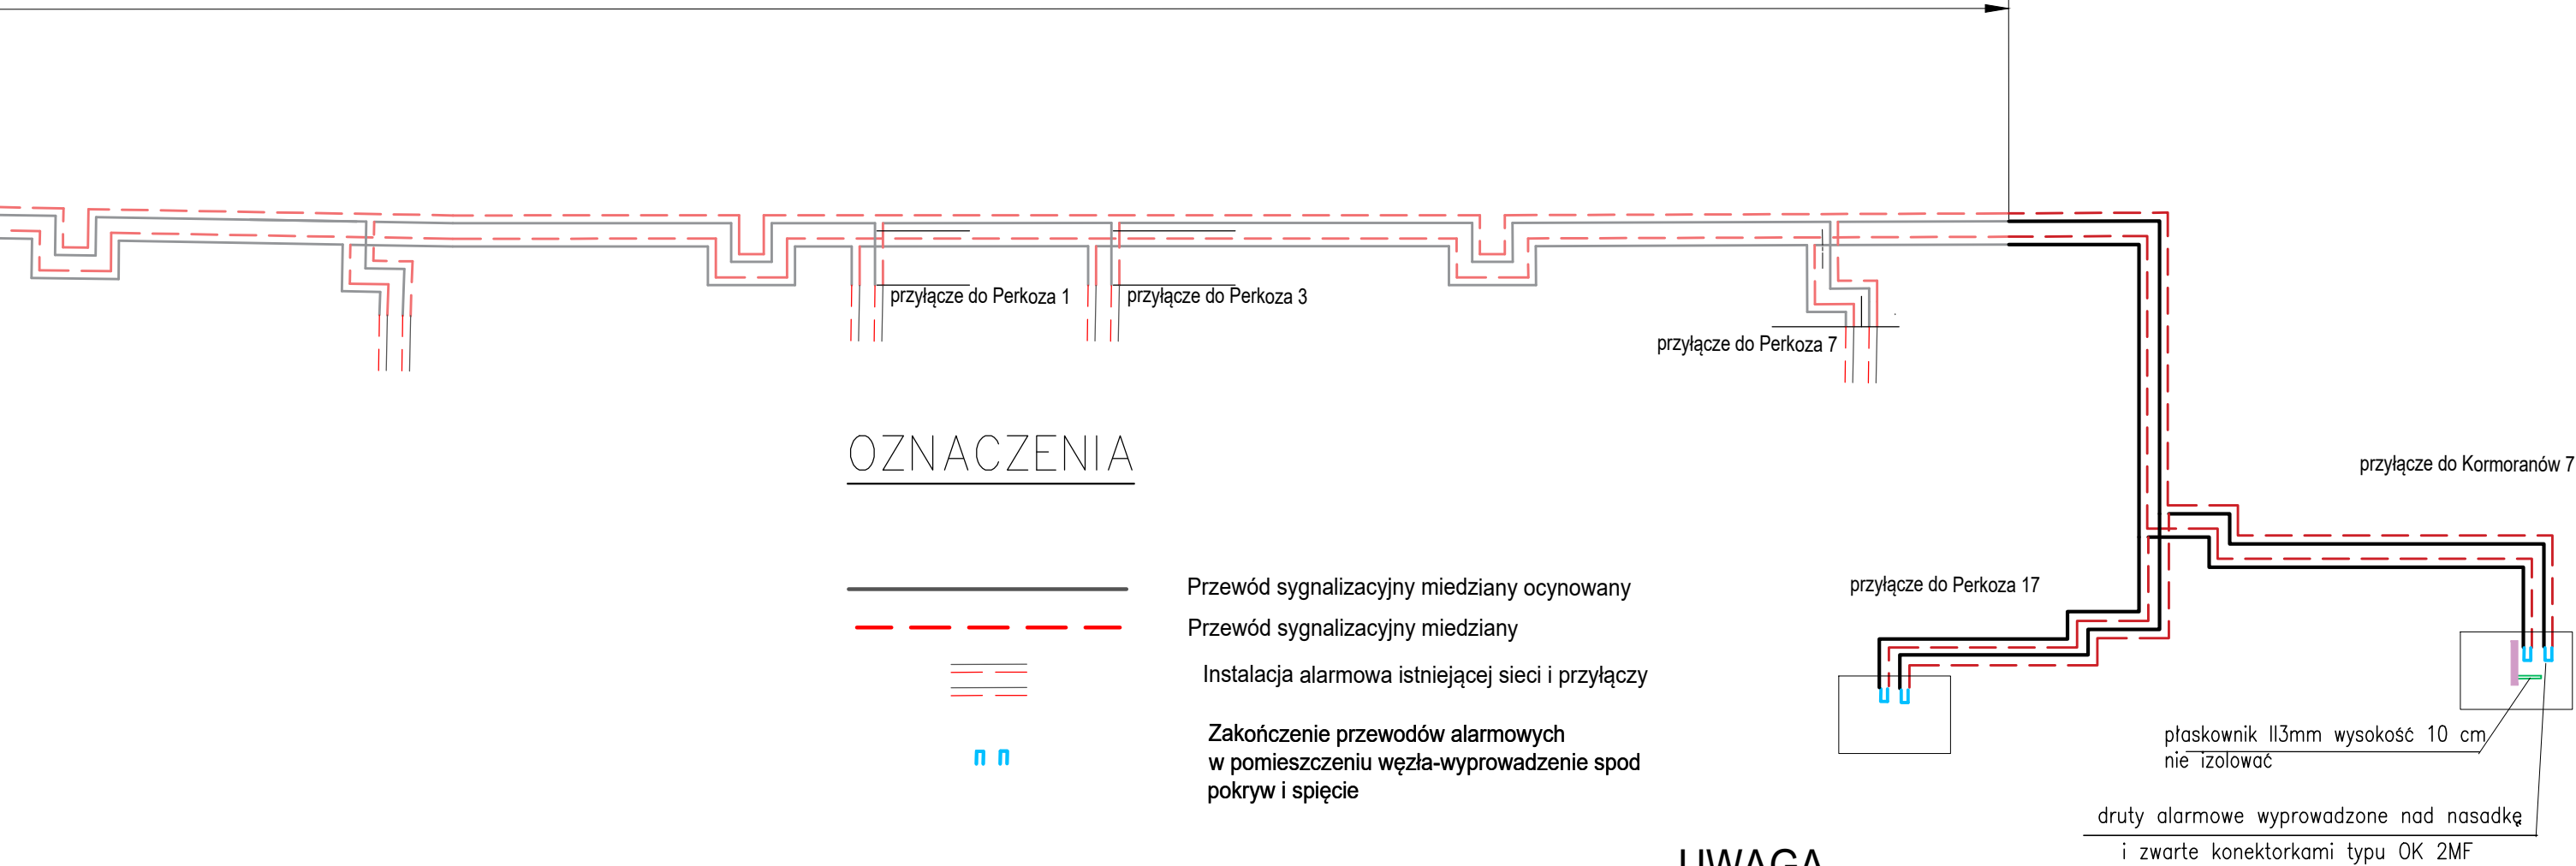 przyłącze do Perkoza 1
przyłącze do Perkoza 3
przyłącze do Perkoza 7
OZNACZENIA
przyłącze do Kormoranów 7
Przewód sygnalizacyjny miedziany ocynowany
przyłącze do Perkoza 17
Przewód sygnalizacyjny miedziany
Instalacja alarmowa istniejącej sieci i przyłączy
Zakończenie przewodów alarmowych
w pomieszczeniu węzła-wyprowadzenie spod
pokryw i spięcie
płaskownik II3mm wysokość 10 cm
nie izolować
druty alarmowe wyprowadzone nad nasadkę
i zwarte konektorkami typu OK 2MF
UWAGA